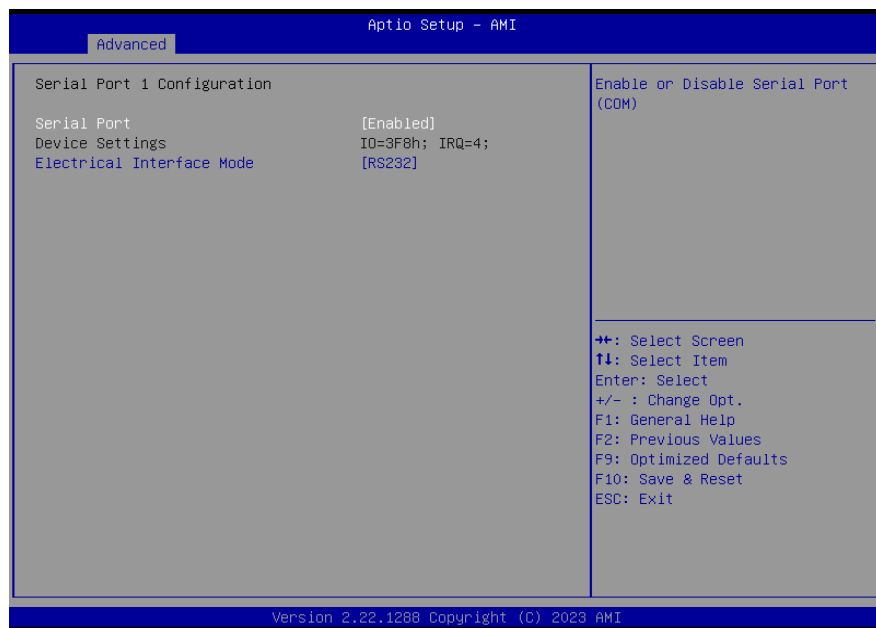 Aptio Setup – AMI
Advanced
Serial Port 1 Configuration
Serial Port [Enabled]
Device Settings IO=3F8h; IRQ=4;
Electrical Interface Mode [RS232]
Enable or Disable Serial Port
(COM)
→←: Select Screen
↑↓: Select Item
Enter: Select
+/- : Change Opt.
F1: General Help
F2: Previous Values
F9: Optimized Defaults
F10: Save & Reset
ESC: Exit
Version 2.22.1288 Copyright (C) 2023 AMI